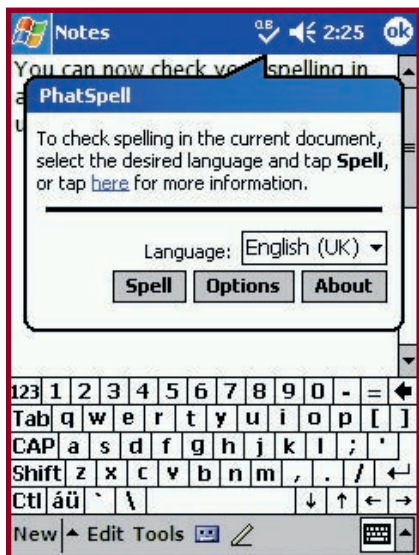 Notes 2:25 ok
You can now check your spelling in
a
u
PhatSpell
To check spelling in the current document,
select the desired language and tap Spell,
or tap here for more information.
Language: English (UK)
Spell Options About
123 1 2 3 4 5 6 7 8 9 0 - =
Tab q w e r t y u i o p [ ]
CAP a s d f g h j k l ; '
Shift z x c v b n m , . /
Ctl áü ` \
New Edit Tools